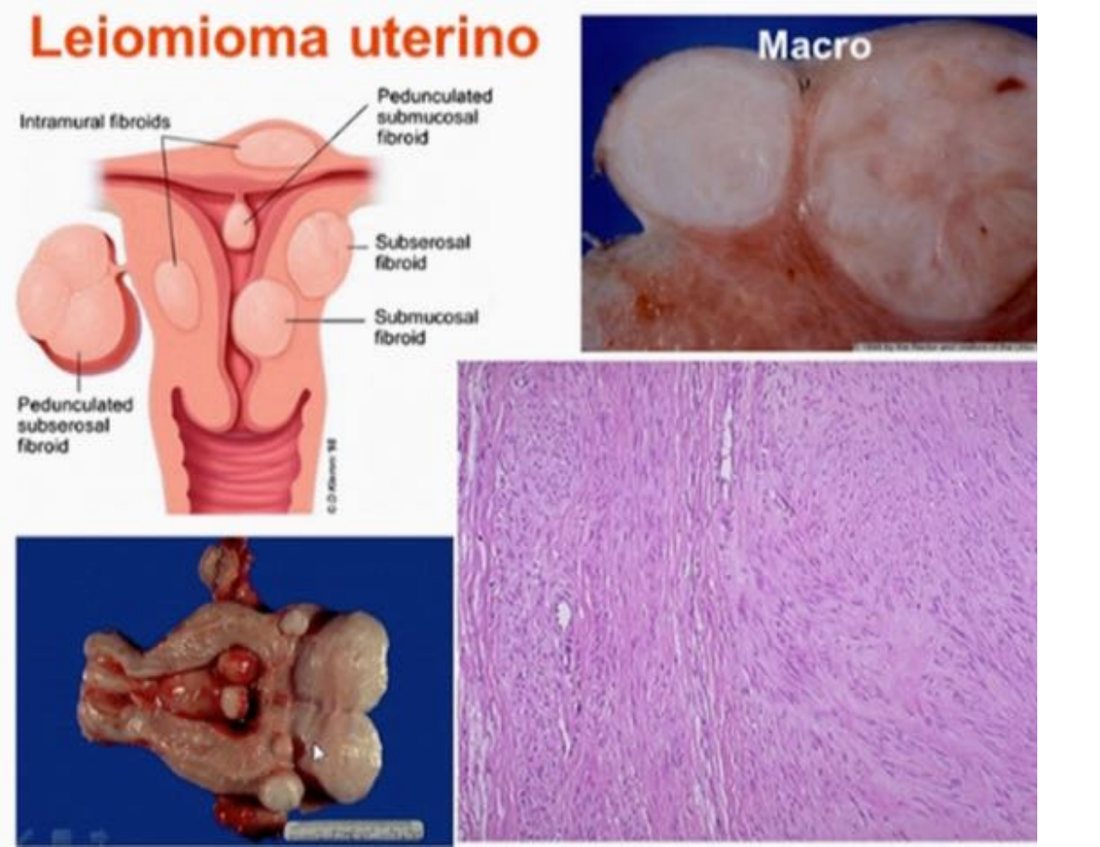 Leiomioma uterino
Macro
Intramural fibroids
Pedunculated
submucosal
fibroid
Subserosal
fibroid
Submucosal
fibroid
Pedunculated
subserosal
fibroid